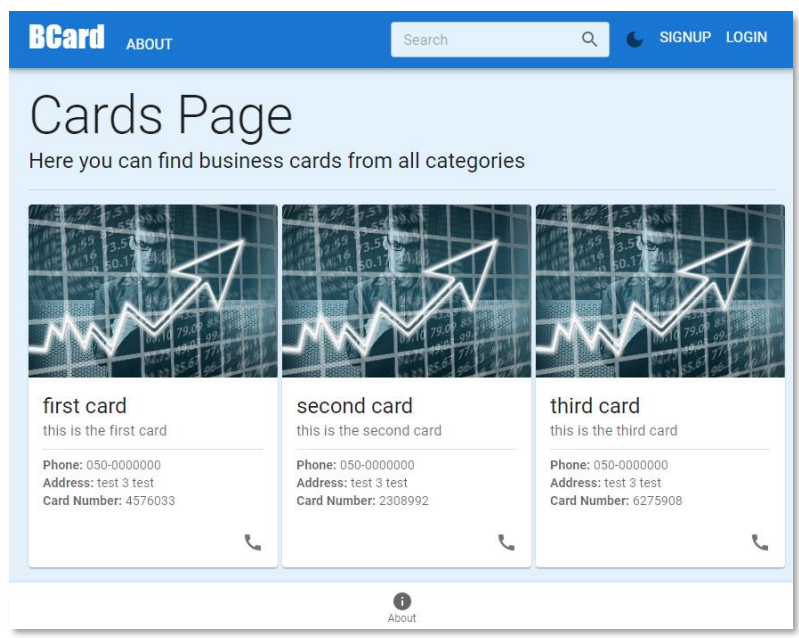 BCard ABOUT Search SIGNUP LOGIN
Cards Page
Here you can find business cards from all categories
first card
this is the first card
Phone: 050-0000000
Address: test 3 test
Card Number: 4576033
second card
this is the second card
Phone: 050-0000000
Address: test 3 test
Card Number: 2308992
third card
this is the third card
Phone: 050-0000000
Address: test 3 test
Card Number: 6275908
About